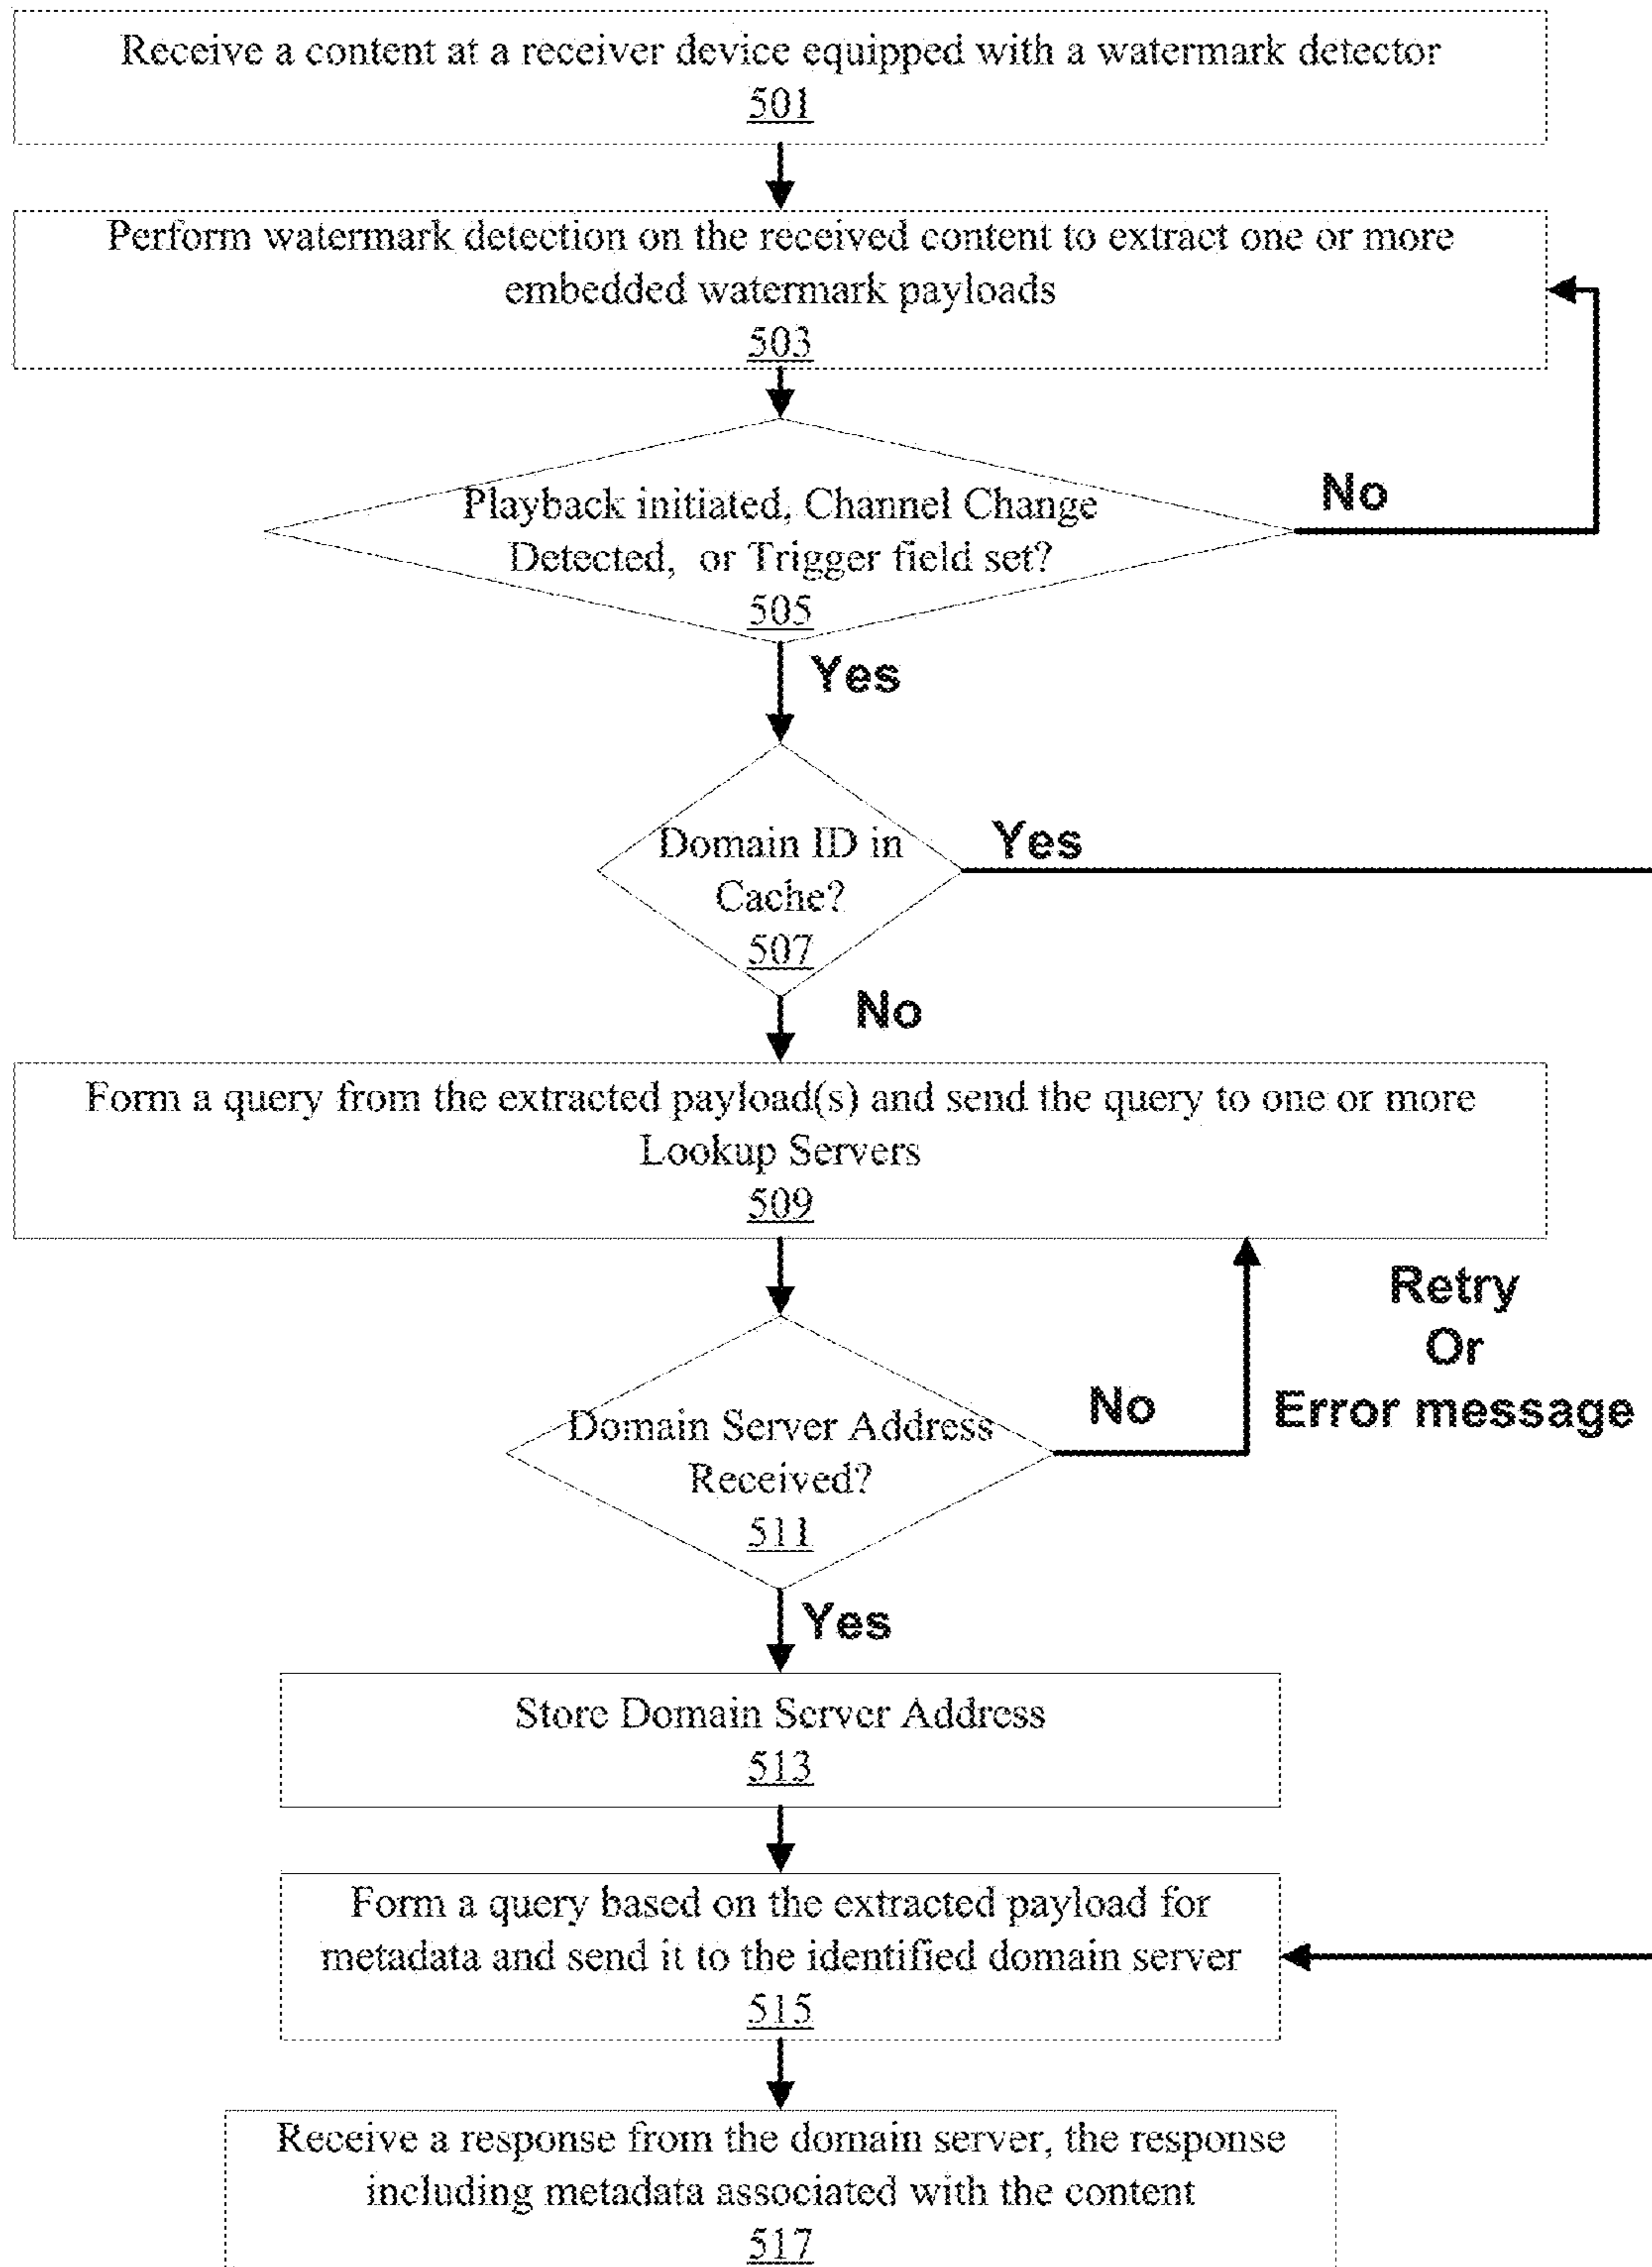 Receive a content at a receiver device equipped with a watermark detector
501
Perform watermark detection on the received content to extract one or more
embedded watermark payloads
503
Playback initiated, Channel Change
Detected, or Trigger field set?
505
No
Yes
Domain ID in
Cache?
507
Yes
No
Form a query from the extracted payload(s) and send the query to one or more
Lookup Servers
509
Domain Server Address
Received?
511
No
Retry
Or
Error message
Yes
Store Domain Server Address
513
Form a query based on the extracted payload for
metadata and send it to the identified domain server
515
Receive a response from the domain server, the response
including metadata associated with the content
517